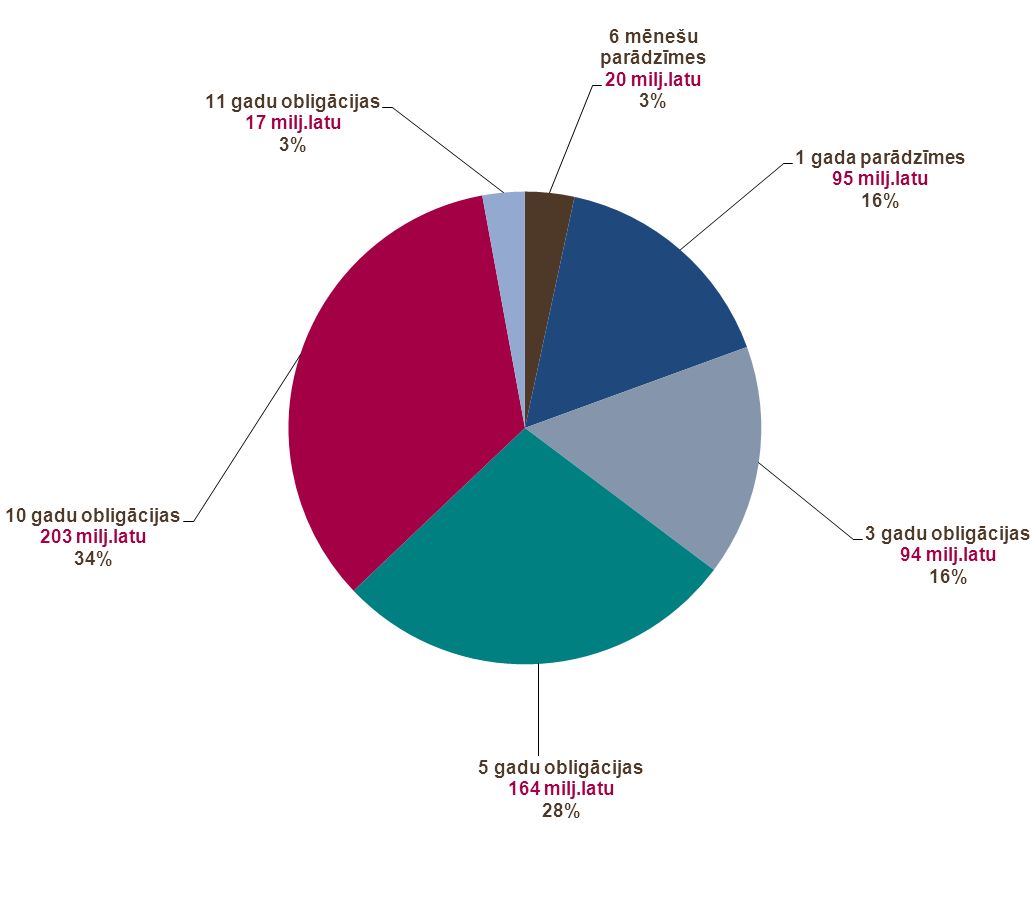 6 mēnešu
parādzīmes
20 milj.latu
3%
11 gadu obligācijas
17 milj.latu
3%
1 gada parādzīmes
95 milj.latu
16%
10 gadu obligācijas
203 milj.latu
34%
3 gadu obligācijas
94 milj.latu
16%
5 gadu obligācijas
164 milj.latu
28%